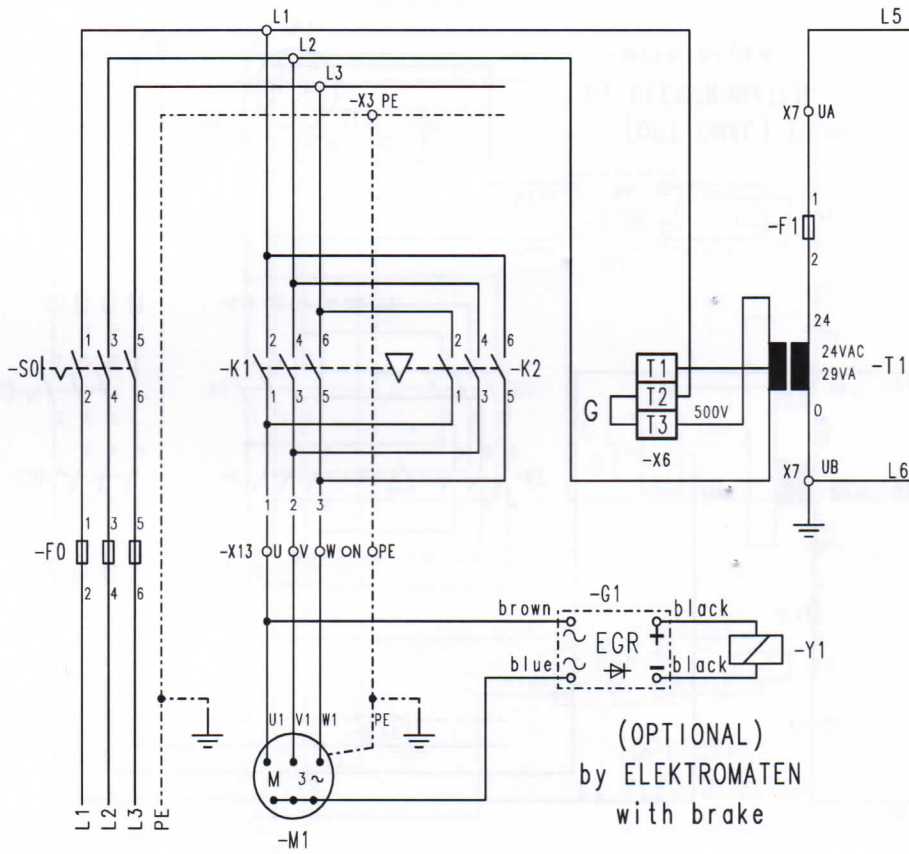 L1
L5
L2
L3
-X3 PE
X7 UA
1
-F1
2
24
1 3 5
2 4 6
2 4 6
-S0
-K1
-K2
T1
24VAC
29VA
-T1
2 4 6
1 3 5
1 3 5
G
T2
T3
500V
0
-X6
X7 UB
L6
1 2 3
1 3 5
-F0
-X13 U V W N PE
2 4 6
-G1
brown
black
EGR
+
-Y1
blue
-
black
U1 V1 W1 PE
(OPTIONAL)
M 3~
by ELEKTROMATEN
with brake
L1 L2 L3 PE
-M1